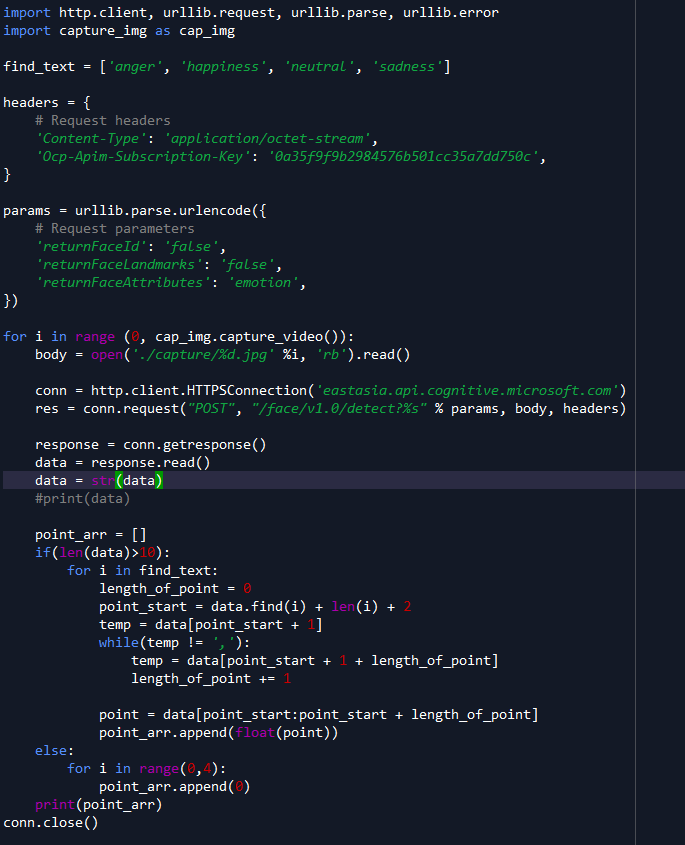 import http.client, urllib.request, urllib.parse, urllib.error
import capture_img as cap_img
find_text = ['anger', 'happiness', 'neutral', 'sadness']
headers = {
# Request headers
'Content-Type': 'application/octet-stream',
'Ocp-Apim-Subscription-Key': '0a35f9f9b2984576b501cc35a7dd750c',
}
params = urllib.parse.urlencode({
# Request parameters
'returnFaceId': 'false',
'returnFaceLandmarks': 'false',
'returnFaceAttributes': 'emotion',
})
for i in range (0, cap_img.capture_video()):
body = open('./capture/%d.jpg' %i, 'rb').read()
conn = http.client.HTTPSConnection('eastasia.api.cognitive.microsoft.com')
res = conn.request("POST", "/face/v1.0/detect?%s" % params, body, headers)
response = conn.getresponse()
data = response.read()
data = str(data)
#print(data)
point_arr = []
if(len(data)>10):
for i in find_text:
length_of_point = 0
point_start = data.find(i) + len(i) + 2
temp = data[point_start + 1]
while(temp != ','):
temp = data[point_start + 1 + length_of_point]
length_of_point += 1
point = data[point_start:point_start + length_of_point]
point_arr.append(float(point))
else:
for i in range(0,4):
point_arr.append(0)
print(point_arr)
conn.close()